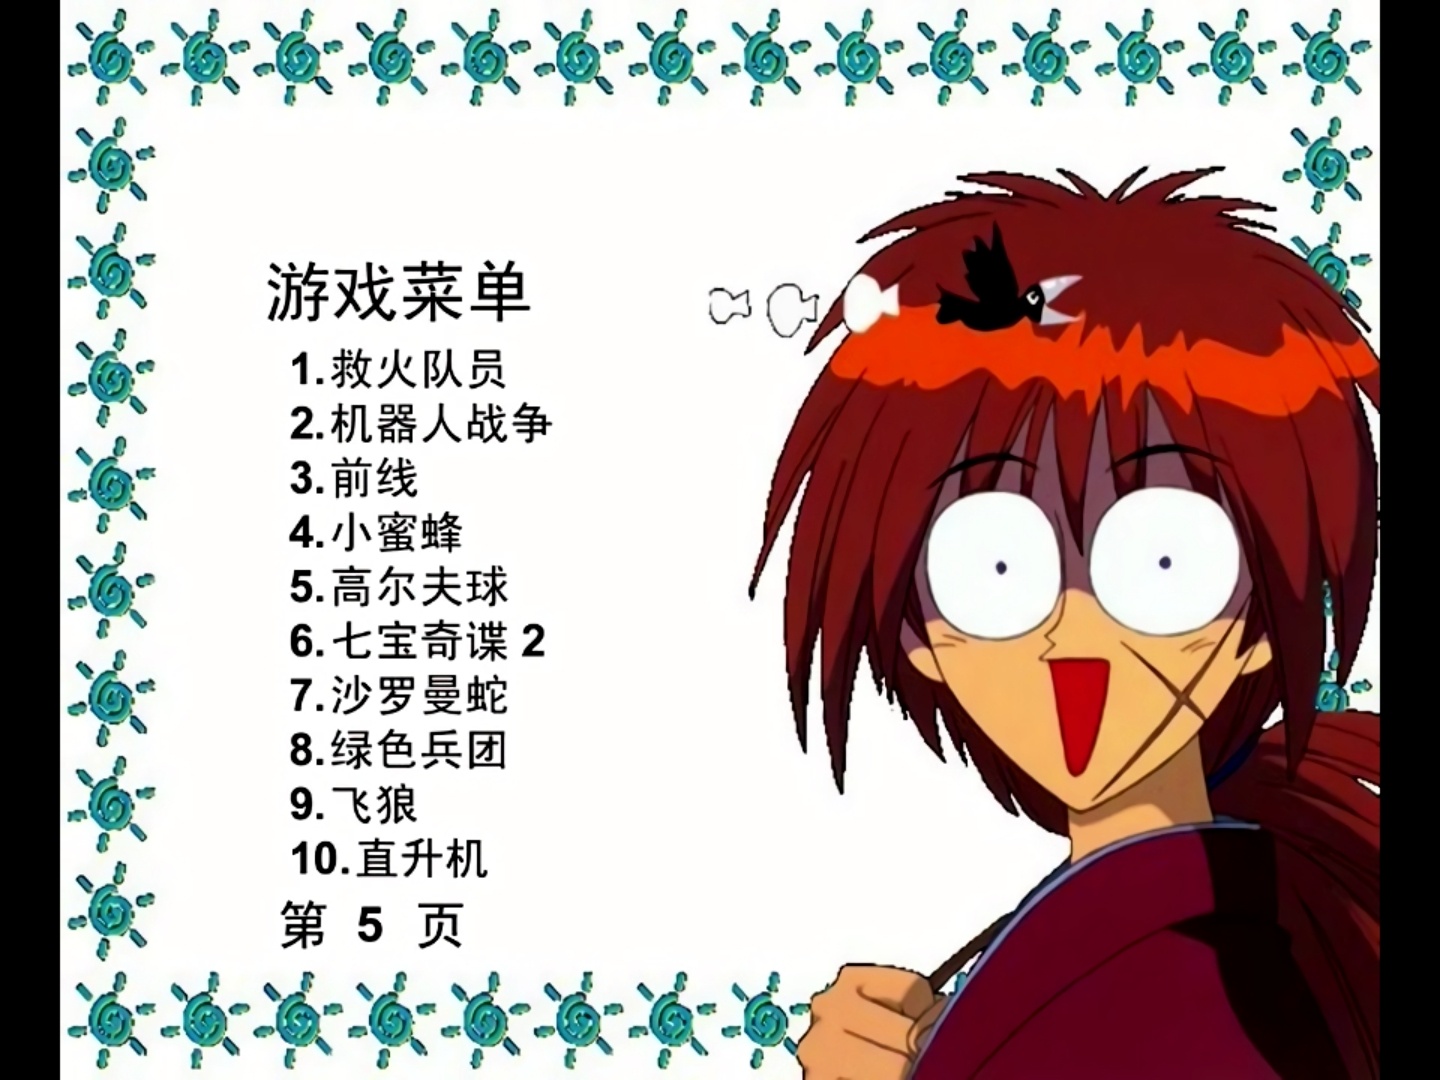 游戏菜单
1.救火队员
2.机器人战争
3.前线
4.小蜜蜂
5.高尔夫球
6.七宝奇谍 2
7.沙罗曼蛇
8.绿色兵团
9.飞狼
10.直升机
第 5 页